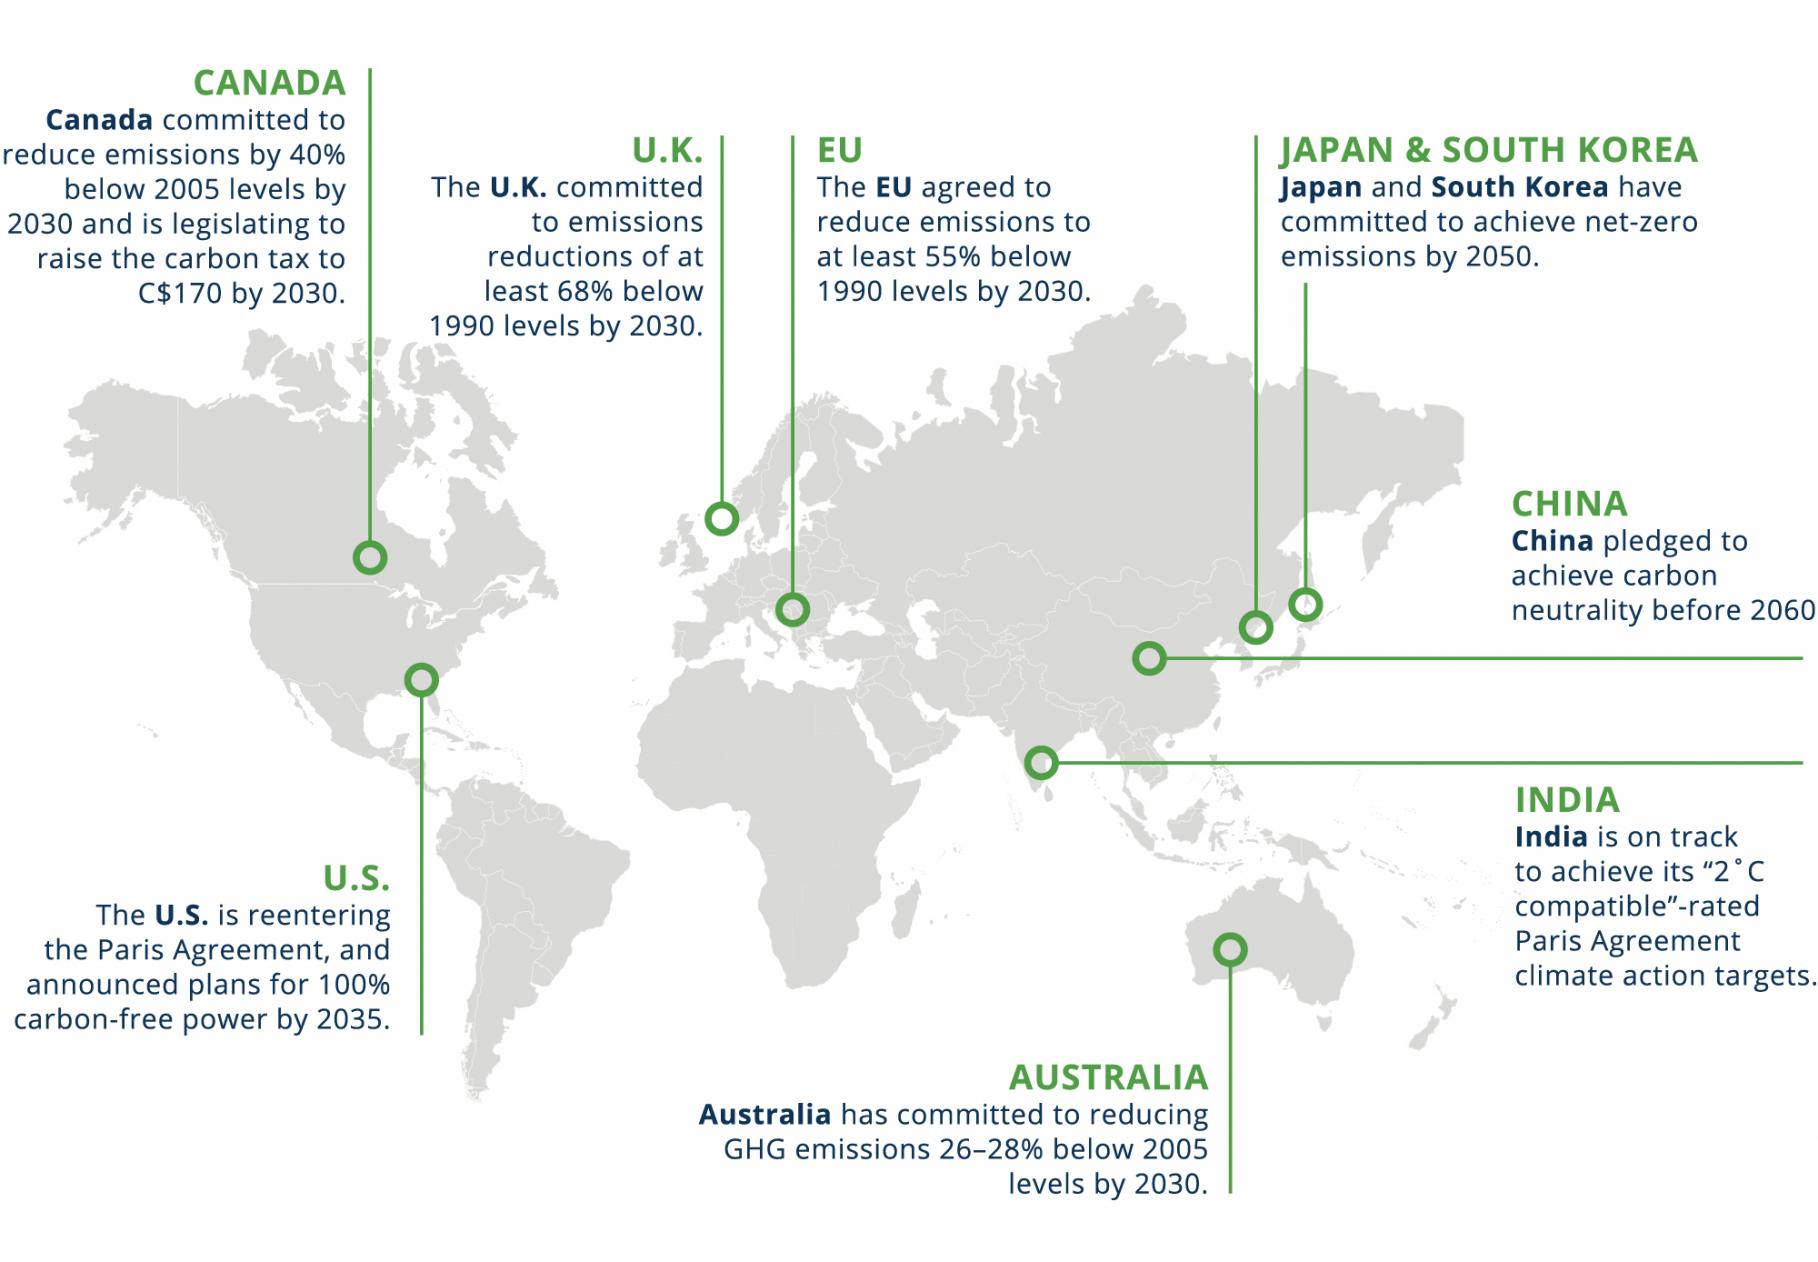 CANADA
Canada committed to
reduce emissions by 40%
below 2005 levels by
2030 and is legislating to
raise the carbon tax to
C$170 by 2030.
U.K.
The U.K. committed
to emissions
reductions of at
least 68% below
1990 levels by 2030.
EU
The EU agreed to
reduce emissions to
at least 55% below
1990 levels by 2030.
JAPAN & SOUTH KOREA
Japan and South Korea have
committed to achieve net-zero
emissions by 2050.
CHINA
China pledged to
achieve carbon
neutrality before 2060
INDIA
India is on track
to achieve its “2˚C
compatible”-rated
Paris Agreement
climate action targets.
U.S.
The U.S. is reentering
the Paris Agreement, and
announced plans for 100%
carbon-free power by 2035.
AUSTRALIA
Australia has committed to reducing
GHG emissions 26–28% below 2005
levels by 2030.